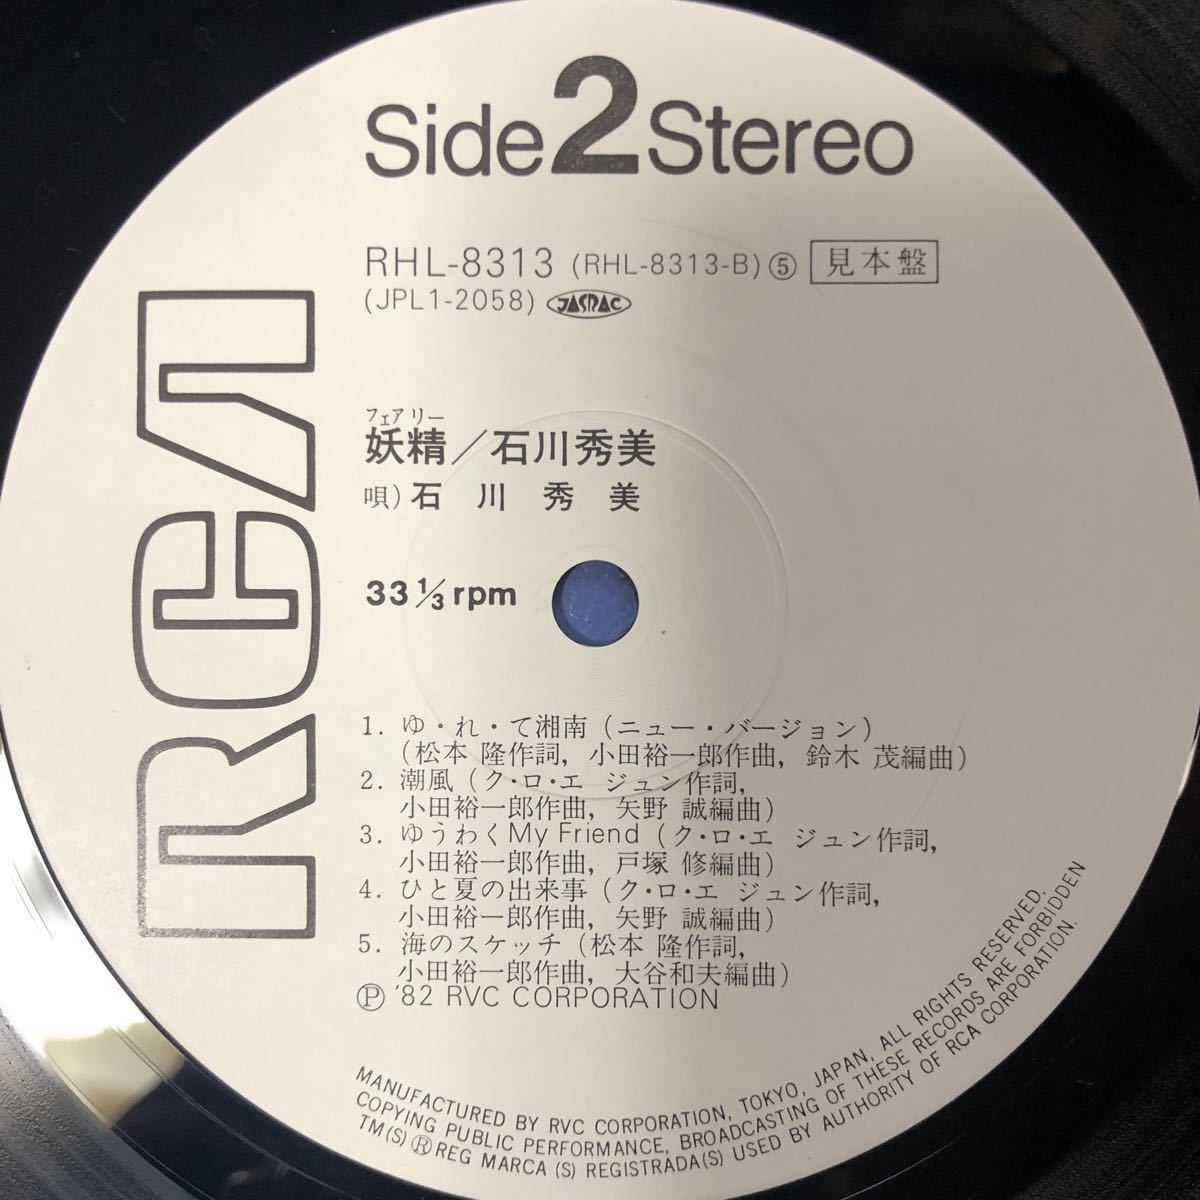 Side 2 Stereo
RHL-8313 (RHL-8313-B) ⑤ 見本盤
(JPL1-2058) JASRAC
RCA
フェアリー
妖精／石川秀美
唄) 石川秀美
33 1/3 rpm
1. ゆ・れ・て湘南 (ニュー・バージョン)
(松本 隆作詞, 小田裕一郎作曲, 鈴木 茂編曲)
2. 潮風 (ク・ロ・エ ジュン作詞,
小田裕一郎作曲, 矢野 誠編曲)
3. ゆうわく My Friend (ク・ロ・エ ジュン作詞,
小田裕一郎作曲, 戸塚 修編曲)
4. ひと夏の出来事 (ク・ロ・エ ジュン作詞,
小田裕一郎作曲, 矢野 誠編曲)
5. 海のスケッチ (松本 隆作詞,
小田裕一郎作曲, 大谷和夫編曲)
Ⓟ '82 RVC CORPORATION
MANUFACTURED BY RVC CORPORATION, TOKYO, JAPAN, ALL RIGHTS RESERVED.
COPYING PUBLIC PERFORMANCE, BROADCASTING OF THESE RECORDS ARE FORBIDDEN
TM(S) ® REG MARCA (S) REGISTRADA(S) USED BY AUTHORITY OF RCA CORPORATION.